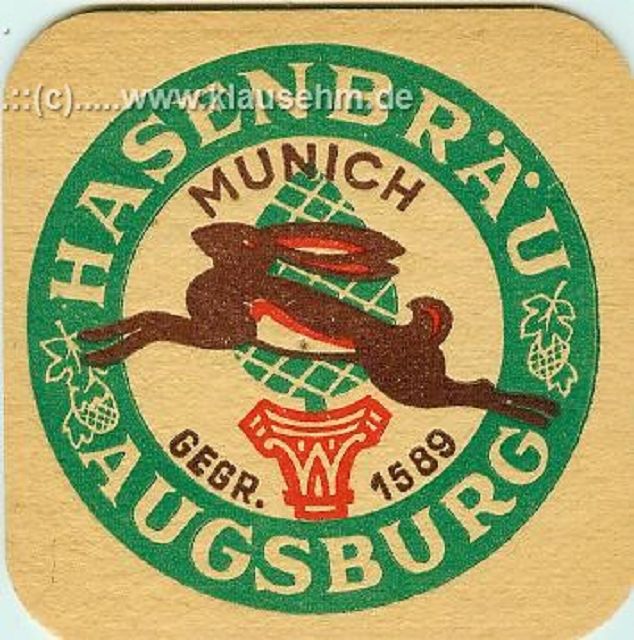 .::(c).....www.klausehm.de
HASENBRÄU
MUNICH
GEGR. 1589
AUGSBURG